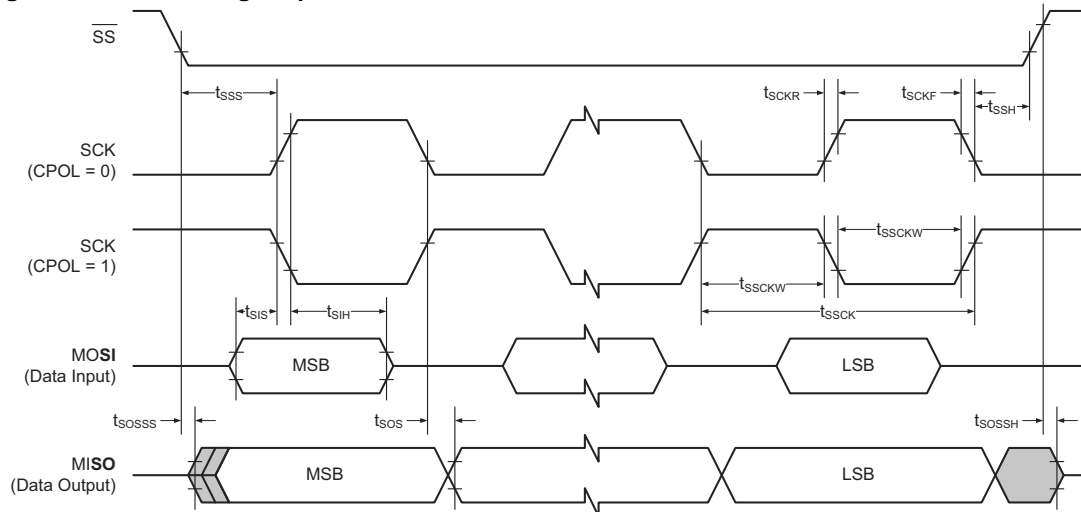 SS
tSSS
tSCKR
tSCKF
tSSH
SCK
(CPOL = 0)
SCK
(CPOL = 1)
tSSCKW
tSSCKW
tSSCK
tSIS
tSIH
MOSI
(Data Input)
MSB
LSB
tSOSSS
tSOS
tSOSSH
MISO
(Data Output)
MSB
LSB